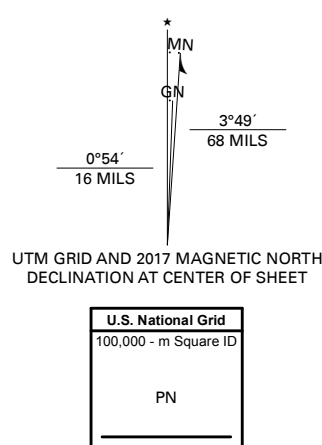 ★
MN
GN
3°49´
68 MILS
0°54´
16 MILS
UTM GRID AND 2017 MAGNETIC NORTH
DECLINATION AT CENTER OF SHEET
U.S. National Grid
100,000 - m Square ID
PN